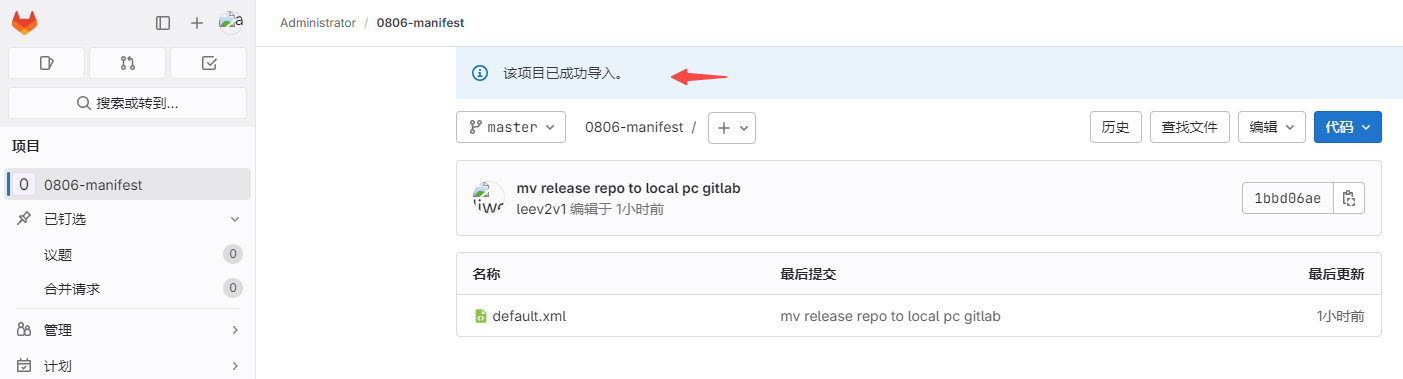 Administrator / 0806-manifest
搜索或转到...
项目
0 0806-manifest
已钉选
议题 0
合并请求 0
管理
计划
该项目已成功导入。
master 0806-manifest / 历史 查找文件 编辑 代码
mv release repo to local pc gitlab
leev2v1 编辑于 1小时前
1bbd06ae
名称 最后提交 最后更新
default.xml mv release repo to local pc gitlab 1小时前